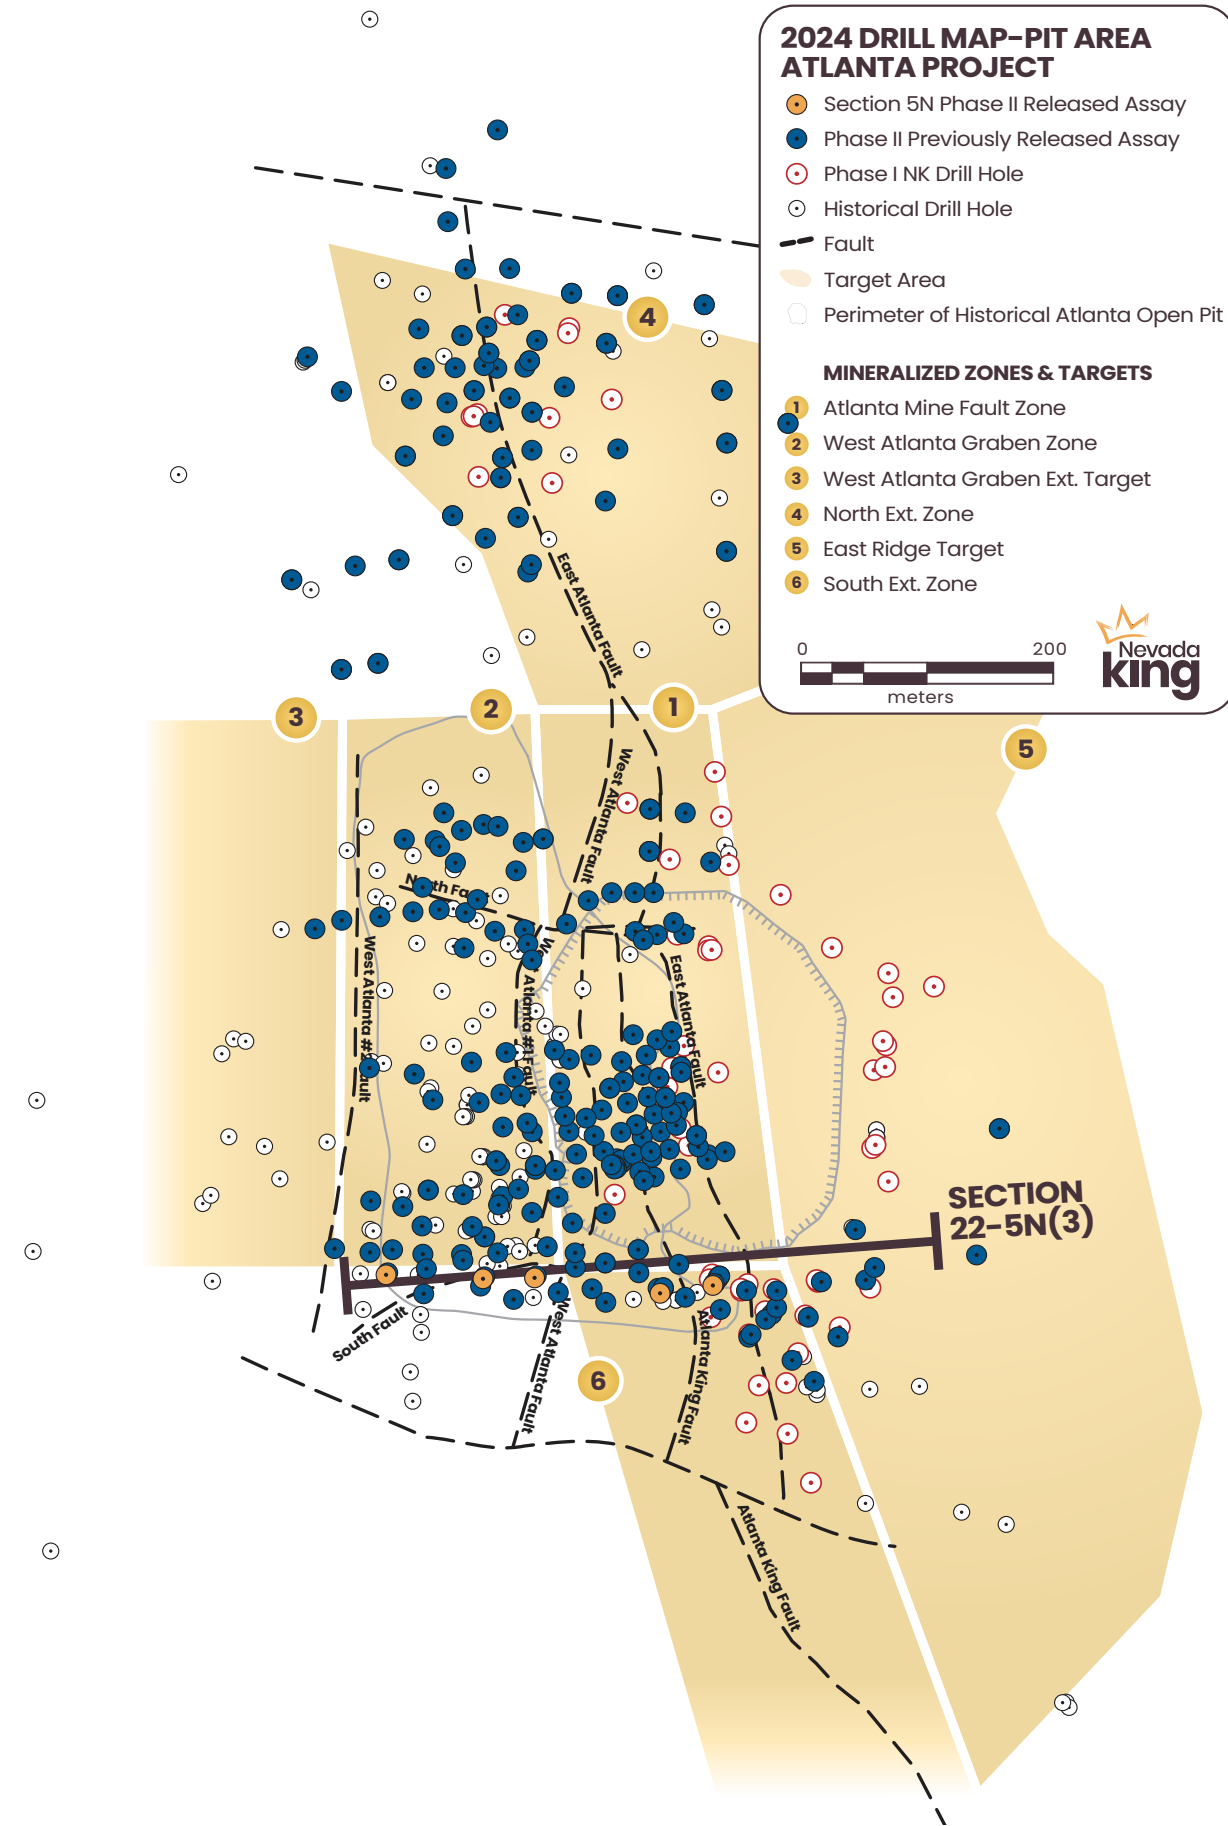 2024 DRILL MAP-PIT AREA
ATLANTA PROJECT
Section 5N Phase II Released Assay
Phase II Previously Released Assay
Phase I NK Drill Hole
Historical Drill Hole
Fault
Target Area
Perimeter of Historical Atlanta Open Pit
MINERALIZED ZONES & TARGETS
1 Atlanta Mine Fault Zone
2 West Atlanta Graben Zone
3 West Atlanta Graben Ext. Target
4 North Ext. Zone
5 East Ridge Target
6 South Ext. Zone
0 200
meters
Nevada
king
4
East Atlanta Fault
3
2
1
5
West Atlanta Fault
North
West Atlanta
Atlanta #1 Fault
East Atlanta Fault
SECTION
22-5N(3)
South Fault
West Atlanta Fault
Atlanta King Fault
6
Atlanta King Fault